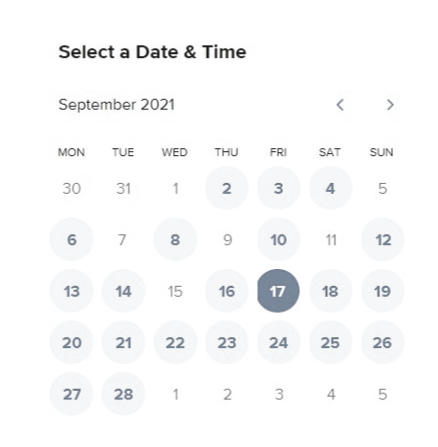 Select a Date & Time
September 2021
MON TUE WED THU FRI SAT SUN
30 31 1 2 3 4 5
6 7 8 9 10 11 12
13 14 15 16 17 18 19
20 21 22 23 24 25 26
27 28 1 2 3 4 5